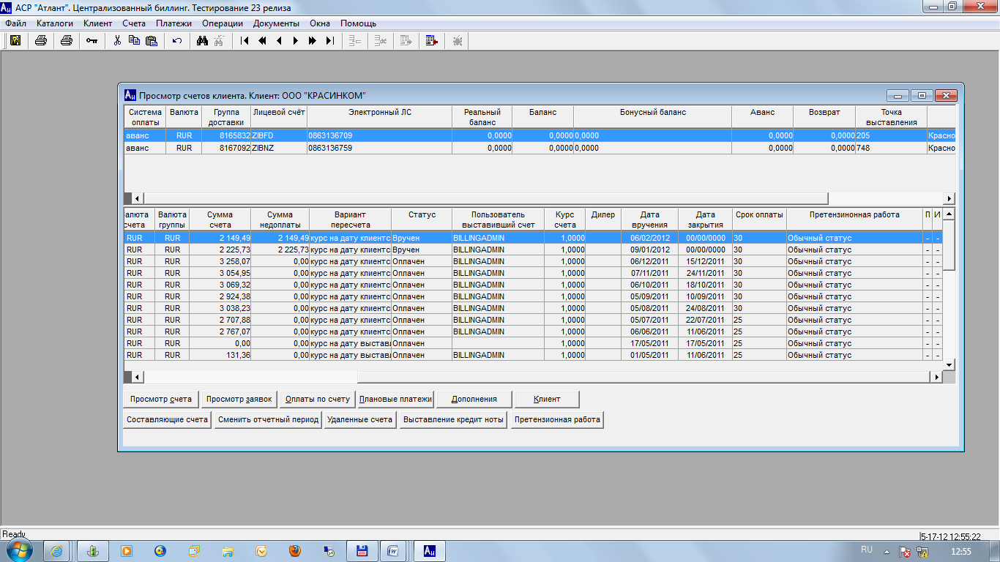 АСР "Атлант". Централизованный биллинг. Тестирование 23 релиза
Файл Каталоги Клиент Счета Платежи Операции Документы Окна Помощь
Просмотр счетов клиента. Клиент: ООО "КРАСИНКОМ"
Система оплаты Валюта Группа доставки Лицевой счёт Электронный ЛС Реальный баланс Баланс Бонусный баланс Аванс Возврат Точка выставления
аванс RUR 8165832 ZIBFD 0863136709 0,0000 0,0000 0,0000 0,0000 0,0000 205 Красно
аванс RUR 8167092 ZIBNZ 0863136759 0,0000 0,0000 0,0000 0,0000 0,0000 748 Красно
алюта счета Валюта группы Сумма счета Сумма недоплаты Вариант пересчета Статус Пользователь выставивший счет Курс счета Дилер Дата вручения Дата закрытия Срок оплаты Претензинонная работа П И
RUR RUR 2 149,49 2 149,49 курс на дату клиентс Вручен BILLINGADMIN 1,0000 06/02/2012 00/00/0000 30 Обычный статус - -
RUR RUR 2 225,73 2 225,73 курс на дату клиентс Вручен BILLINGADMIN 1,0000 09/01/2012 00/00/0000 30 Обычный статус - -
RUR RUR 3 258,07 0,00 курс на дату клиентс Оплачен BILLINGADMIN 1,0000 06/12/2011 15/12/2011 30 Обычный статус - -
RUR RUR 3 054,95 0,00 курс на дату клиентс Оплачен BILLINGADMIN 1,0000 07/11/2011 24/11/2011 30 Обычный статус - -
RUR RUR 3 069,32 0,00 курс на дату клиентс Оплачен BILLINGADMIN 1,0000 06/10/2011 18/10/2011 30 Обычный статус - -
RUR RUR 2 924,38 0,00 курс на дату клиентс Оплачен BILLINGADMIN 1,0000 05/09/2011 10/09/2011 30 Обычный статус - -
RUR RUR 3 038,23 0,00 курс на дату клиентс Оплачен BILLINGADMIN 1,0000 05/08/2011 24/08/2011 30 Обычный статус - -
RUR RUR 2 707,88 0,00 курс на дату клиентс Оплачен BILLINGADMIN 1,0000 05/07/2011 22/07/2011 25 Обычный статус - -
RUR RUR 2 767,07 0,00 курс на дату клиентс Оплачен BILLINGADMIN 1,0000 06/06/2011 11/06/2011 25 Обычный статус - -
RUR RUR 0,00 0,00 курс на дату выставл Оплачен 1,0000 17/05/2011 17/05/2011 25 Обычный статус - -
RUR RUR 131,36 0,00 курс на дату выставл Оплачен BILLINGADMIN 1,0000 01/05/2011 11/06/2011 25 Обычный статус - -
Просмотр счета Просмотр заявок Оплаты по счету Плановые платежи Дополнения Клиент
Составляющие счета Сменить отчетный период Удаленные счета Выставление кредит ноты Претензионная работа
Ready 5-17-12 12:55:22
RU 12:55